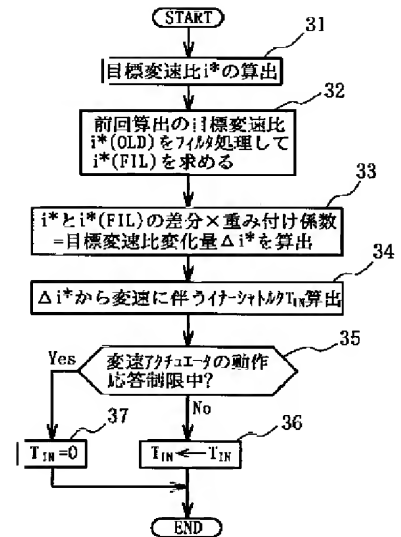 START
31
目標変速比i*の算出
32
前回算出の目標変速比
i*(OLD)をフィルタ処理して
i*(FIL)を求める
33
i*とi*(FIL)の差分×重み付け係数
=目標変速比変化量Δi*を算出
34
Δi*から変速に伴うイナーシャトルクTIN算出
35
変速アクチュエータの動作
応答制限中?
Yes
No
37
36
TIN=0
TIN←TIN
END